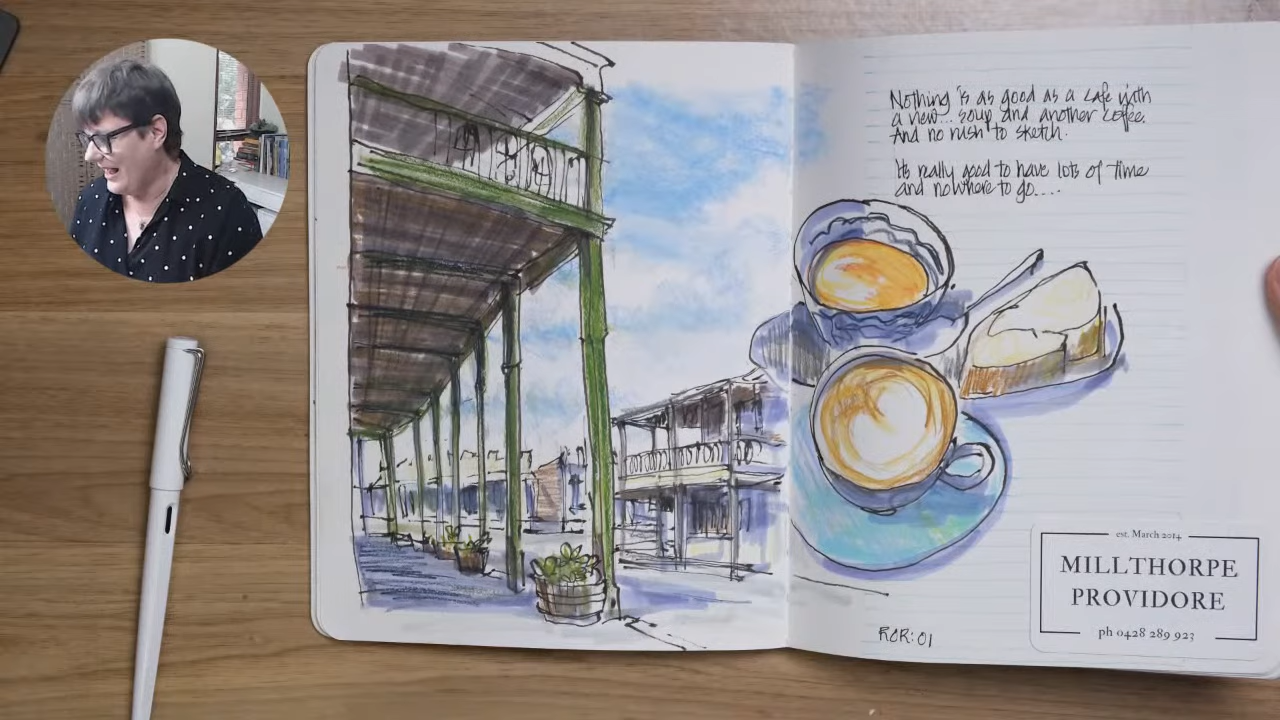 Nothing is as good as a cafe with
a view... soup and another coffee.
And no rush to sketch.
It's really good to have lots of time
and nowhere to go....
est. March 2014
MILLTHORPE
PROVIDORE
ph 0428 289 923
RCR: 01